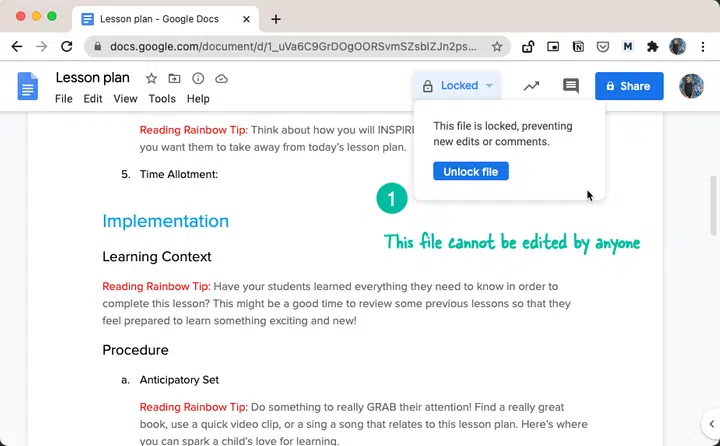 Lesson plan - Google Docs
docs.google.com/document/d/1_uVa6C9GrDOgOORSvmSZsbIZJn2ps...
Lesson plan
File Edit View Tools Help
Locked
Share
This file is locked, preventing
new edits or comments.
Unlock file
Reading Rainbow Tip: Think about how you will INSPIRE
you want them to take away from today's lesson plan.
5. Time Allotment:
1
This file cannot be edited by anyone
Implementation
Learning Context
Reading Rainbow Tip: Have your students learned everything they need to know in order to
complete this lesson? This might be a good time to review some previous lessons so that they
feel prepared to learn something exciting and new!
Procedure
a. Anticipatory Set
Reading Rainbow Tip: Do something to really GRAB their attention! Find a really great
book, use a quick video clip, or a sing a song that relates to this lesson plan. Here's where
you can spark a child's love for learning.